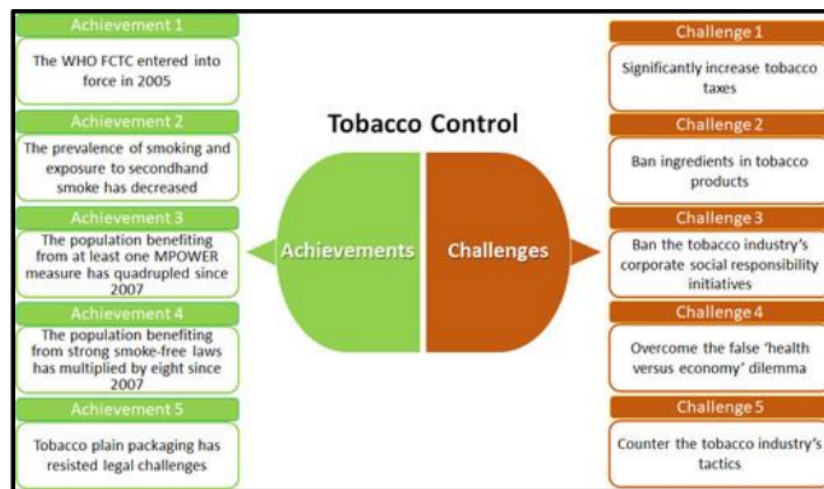 Achievement 1
The WHO FCTC entered into
force in 2005
Achievement 2
The prevalence of smoking and
exposure to secondhand
smoke has decreased
Achievement 3
The population benefiting
from at least one MPOWER
measure has quadrupled since
2007
Achievement 4
The population benefiting
from strong smoke-free laws
has multiplied by eight since
2007
Achievement 5
Tobacco plain packaging has
resisted legal challenges
Tobacco Control
Achievements
Challenges
Challenge 1
Significantly increase tobacco
taxes
Challenge 2
Ban ingredients in tobacco
products
Challenge 3
Ban the tobacco industry's
corporate social responsibility
initiatives
Challenge 4
Overcome the false 'health
versus economy' dilemma
Challenge 5
Counter the tobacco industry's
tactics